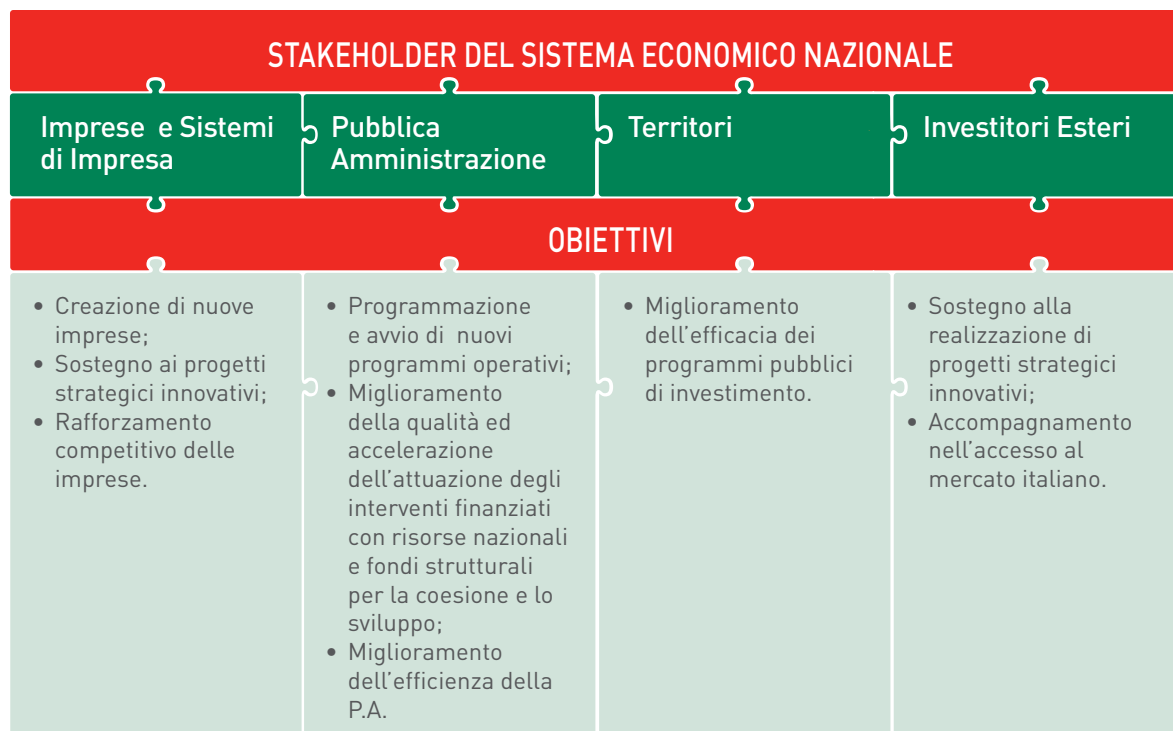 STAKEHOLDER DEL SISTEMA ECONOMICO NAZIONALE
Imprese e Sistemi
di Impresa
Pubblica
Amministrazione
Territori
Investitori Esteri
OBIETTIVI
• Creazione di nuove
imprese;
• Sostegno ai progetti
strategici innovativi;
• Rafforzamento
competitivo delle
imprese.
• Programmazione
e avvio di nuovi
programmi operativi;
• Miglioramento
della qualità ed
accelerazione
dell'attuazione degli
interventi finanziati
con risorse nazionali
e fondi strutturali
per la coesione e lo
sviluppo;
• Miglioramento
dell'efficienza della
P.A.
• Miglioramento
dell'efficacia dei
programmi pubblici
di investimento.
• Sostegno alla
realizzazione di
progetti strategici
innovativi;
• Accompagnamento
nell'accesso al
mercato italiano.